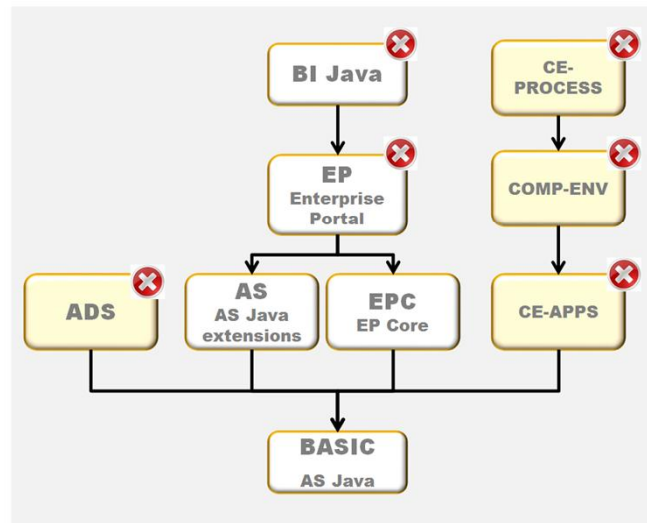 BI Java
CE-
PROCESS
EP
Enterprise
Portal
COMP-ENV
ADS
AS
AS Java
extensions
EPC
EP Core
CE-APPS
BASIC
AS Java